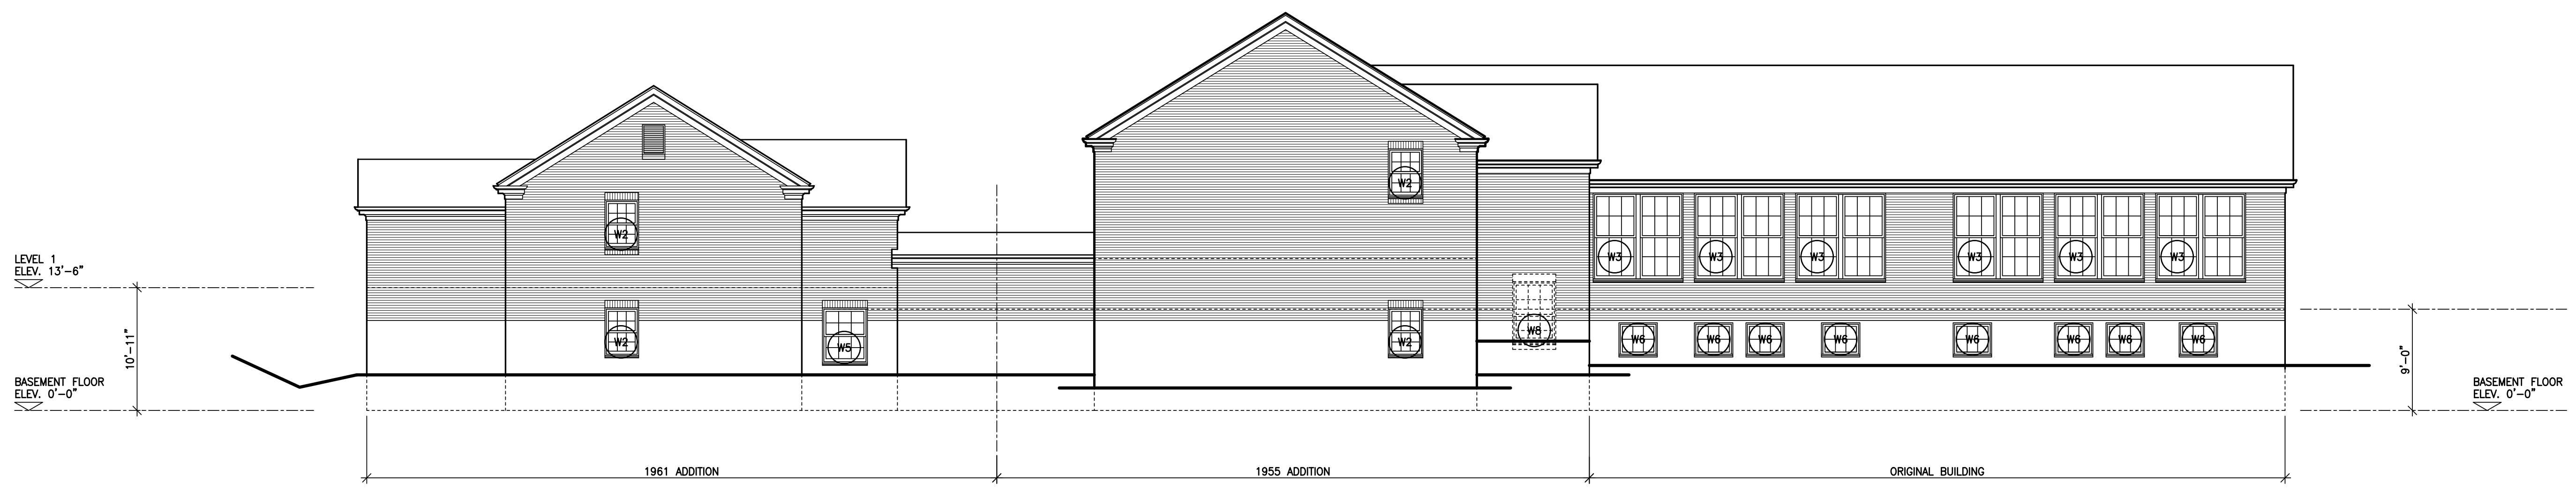 W2
W2
W3
W3
W3
W3
W3
W3
LEVEL 1
ELEV. 13'-6"
10'-11"
W2
W5
W2
W8
W6
W6
W6
W6
W6
W6
W6
W6
9'-0"
BASEMENT FLOOR
ELEV. 0'-0"
BASEMENT FLOOR
ELEV. 0'-0"
1961 ADDITION
1955 ADDITION
ORIGINAL BUILDING